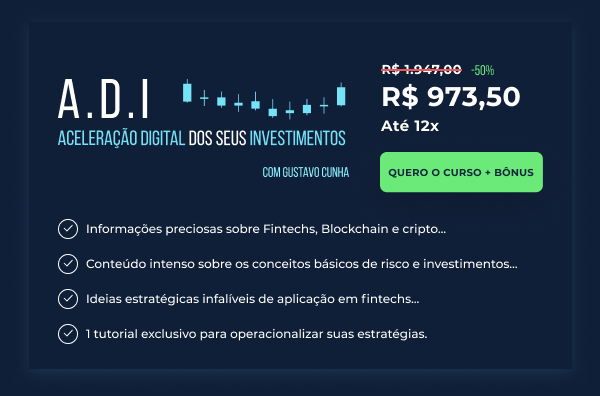 A.D.I
ACELERAÇÃO DIGITAL DOS SEUS INVESTIMENTOS
COM GUSTAVO CUNHA
R$ 1.947,00 -50%
R$ 973,50
Até 12x
QUERO O CURSO + BÔNUS
Informações preciosas sobre Fintechs, Blockchain e cripto...
Conteúdo intenso sobre os conceitos básicos de risco e investimentos...
Ideias estratégicas infalíveis de aplicação em fintechs...
1 tutorial exclusivo para operacionalizar suas estratégias.